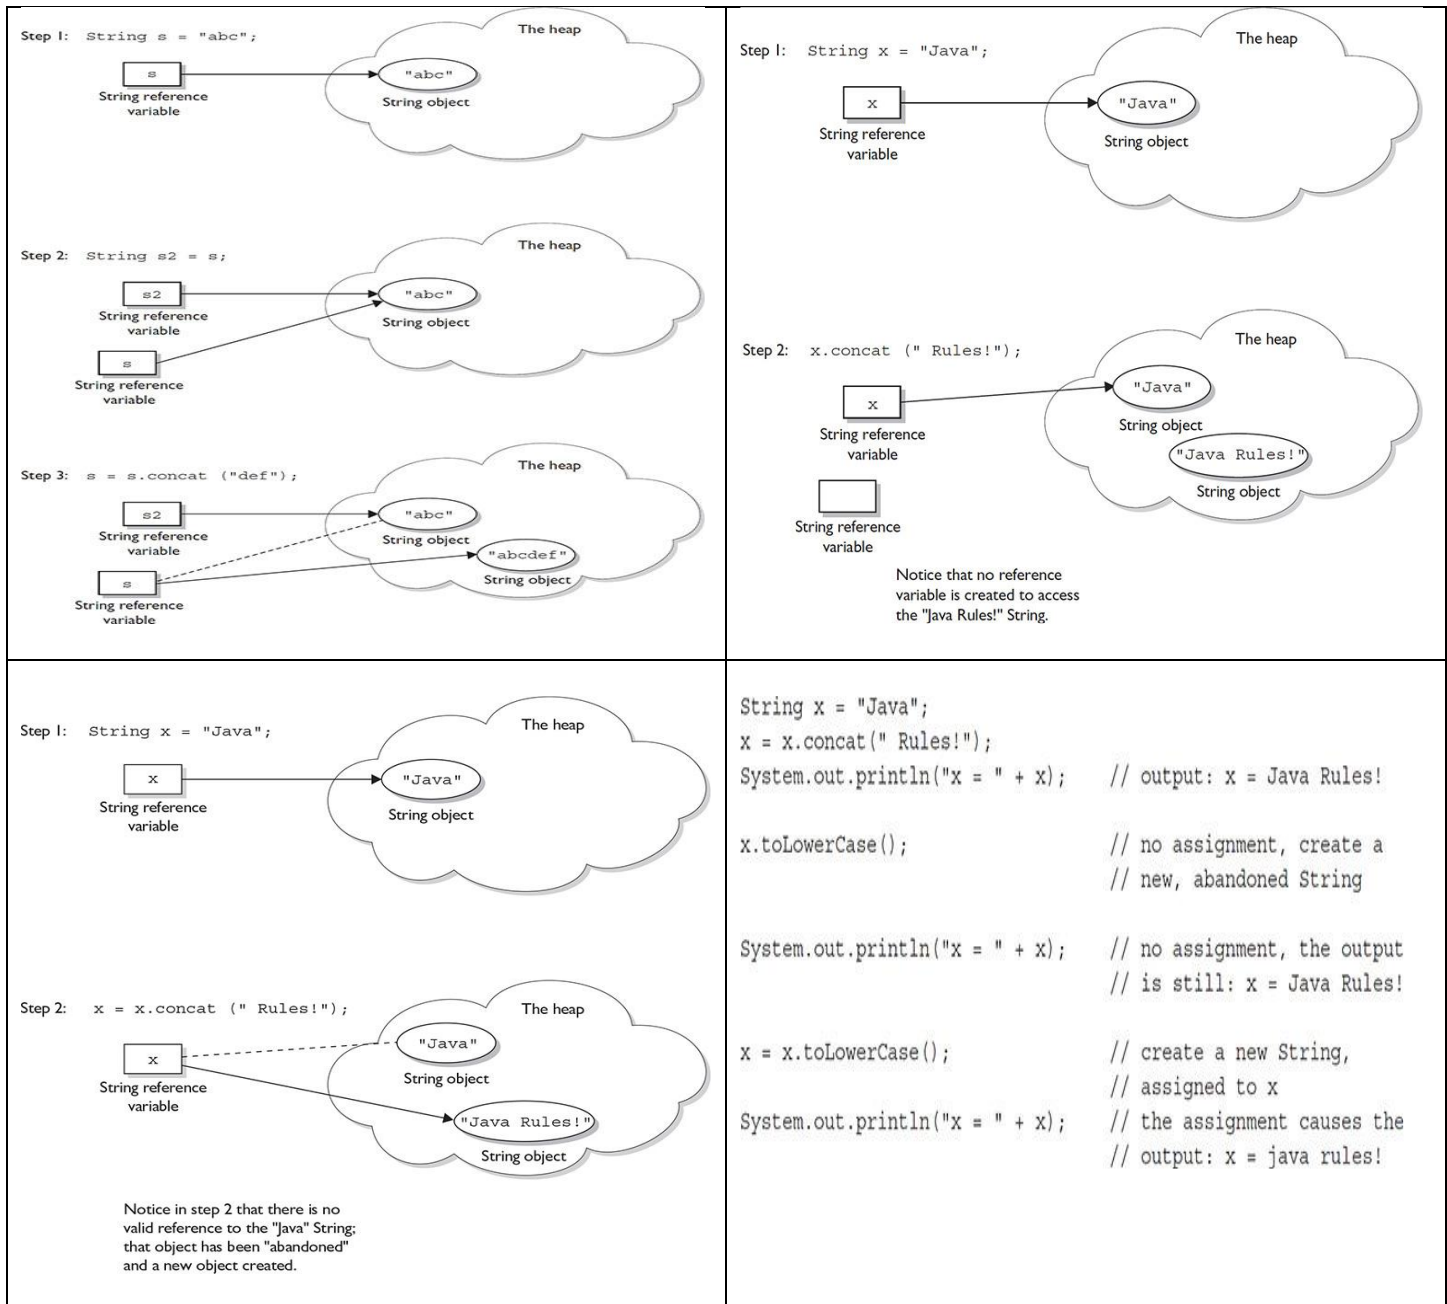 Step 1: String s = "abc";
The heap
s
"abc"
String reference
variable
String object
Step 2: String s2 = s;
The heap
s2
"abc"
String reference
variable
String object
s
String reference
variable
Step 3: s = s.concat ("def");
The heap
s2
"abc"
String reference
variable
String object
"abcdef"
s
String object
String reference
variable
Step 1: String x = "Java";
The heap
x
"Java"
String reference
variable
String object
Step 2: x.concat (" Rules!");
The heap
"Java"
x
String object
String reference
variable
"Java Rules!"
String object
String reference
variable
Notice that no reference
variable is created to access
the "Java Rules!" String.
Step 1: String x = "Java";
The heap
x
"Java"
String reference
variable
String object
Step 2: x = x.concat (" Rules!");
The heap
"Java"
x
String object
String reference
variable
"Java Rules!"
String object
Notice in step 2 that there is no
valid reference to the "Java" String;
that object has been "abandoned"
and a new object created.
String x = "Java";
x = x.concat(" Rules!");
System.out.println("x = " + x); // output: x = Java Rules!
x.toLowerCase(); // no assignment, create a
// new, abandoned String
System.out.println("x = " + x); // no assignment, the output
// is still: x = Java Rules!
x = x.toLowerCase(); // create a new String,
// assigned to x
System.out.println("x = " + x); // the assignment causes the
// output: x = java rules!